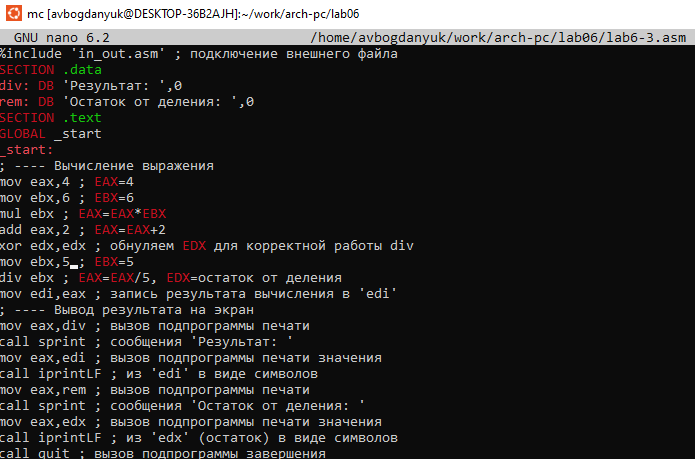 mc [avbogdanyuk@DESKTOP-36B2AJH]:~/work/arch-pc/lab06
GNU nano 6.2 /home/avbogdanyuk/work/arch-pc/lab06/lab6-3.asm
%include 'in_out.asm' ; подключение внешнего файла
SECTION .data
div: DB 'Результат: ',0
rem: DB 'Остаток от деления: ',0
SECTION .text
GLOBAL _start
_start:
; ---- Вычисление выражения
mov eax,4 ; EAX=4
mov ebx,6 ; EBX=6
mul ebx ; EAX=EAX*EBX
add eax,2 ; EAX=EAX+2
xor edx,edx ; обнуляем EDX для корректной работы div
mov ebx,5 ; EBX=5
div ebx ; EAX=EAX/5, EDX=остаток от деления
mov edi,eax ; запись результата вычисления в 'edi'
; ---- Вывод результата на экран
mov eax,div ; вызов подпрограммы печати
call sprint ; сообщения 'Результат: '
mov eax,edi ; вызов подпрограммы печати значения
call iprintLF ; из 'edi' в виде символов
mov eax,rem ; вызов подпрограммы печати
call sprint ; сообщения 'Остаток от деления: '
mov eax,edx ; вызов подпрограммы печати значения
call iprintLF ; из 'edx' (остаток) в виде символов
call quit ; вызов подпрограммы завершения